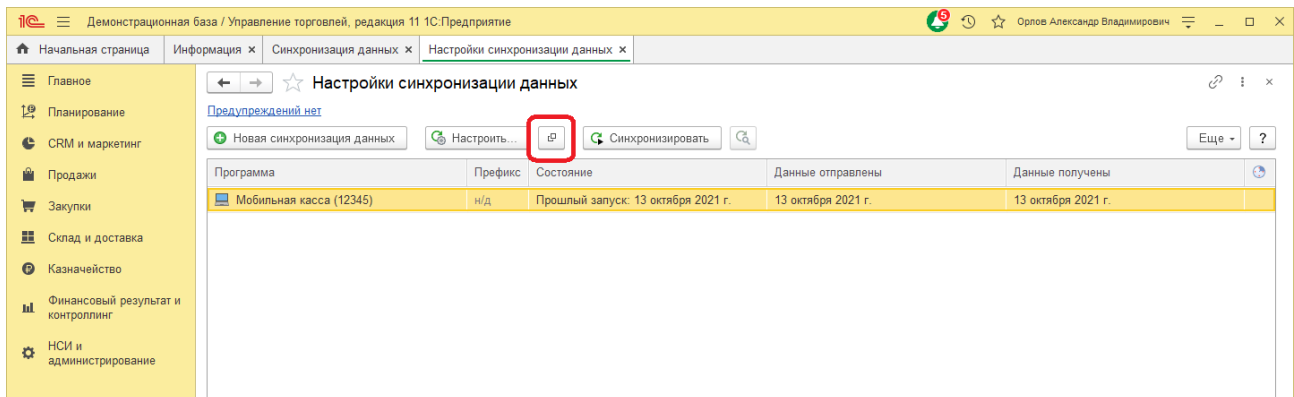 1С Демонстрационная база / Управление торговлей, редакция 11 1С:Предприятие 5 Орлов Александр Владимирович
Начальная страница Информация Синхронизация данных Настройки синхронизации данных
Главное
Планирование
CRM и маркетинг
Продажи
Закупки
Склад и доставка
Казначейство
Финансовый результат и
контроллинг
НСИ и
администрирование
Настройки синхронизации данных
Предупреждений нет
Новая синхронизация данных Настроить... Синхронизировать Еще ?
Программа Префикс Состояние Данные отправлены Данные получены
Мобильная касса (12345) н/д Прошлый запуск: 13 октября 2021 г. 13 октября 2021 г. 13 октября 2021 г.